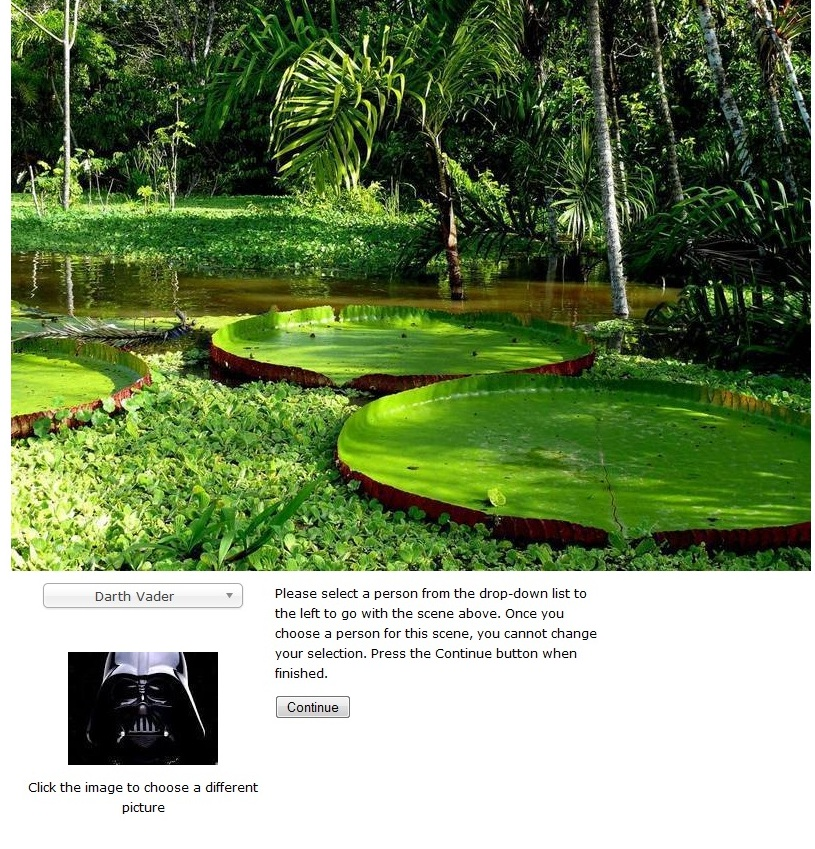 Darth Vader
Please select a person from the drop-down list to
the left to go with the scene above. Once you
choose a person for this scene, you cannot change
your selection. Press the Continue button when
finished.
Continue
Click the image to choose a different
picture